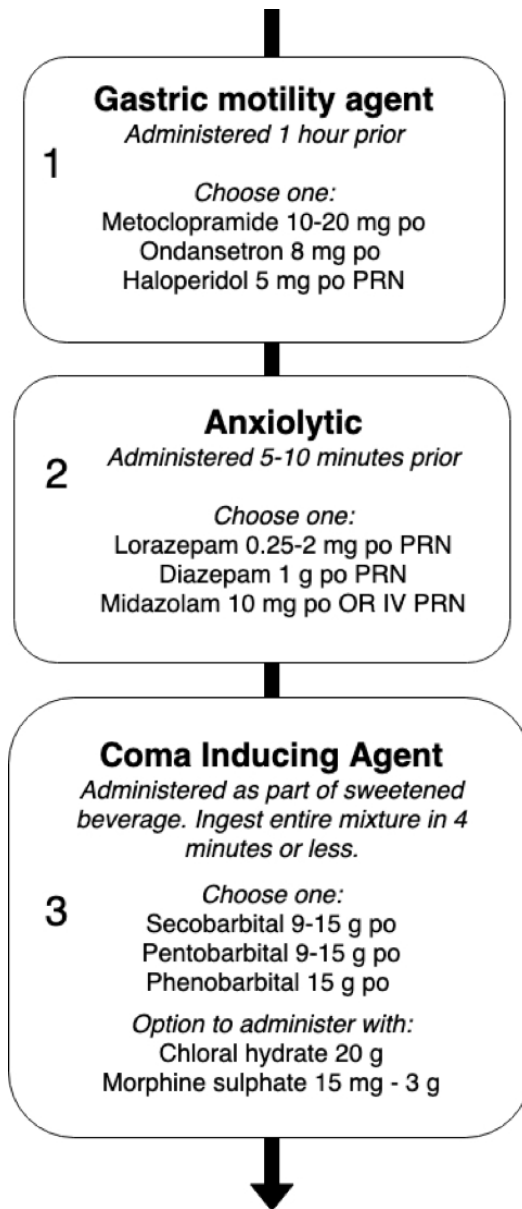 Gastric motility agent
Administered 1 hour prior
1
Choose one:
Metoclopramide 10-20 mg po
Ondansetron 8 mg po
Haloperidol 5 mg po PRN
Anxiolytic
Administered 5-10 minutes prior
2
Choose one:
Lorazepam 0.25-2 mg po PRN
Diazepam 1 g po PRN
Midazolam 10 mg po OR IV PRN
Coma Inducing Agent
Administered as part of sweetened
beverage. Ingest entire mixture in 4
minutes or less.
3
Choose one:
Secobarbital 9-15 g po
Pentobarbital 9-15 g po
Phenobarbital 15 g po
Option to administer with:
Chloral hydrate 20 g
Morphine sulphate 15 mg - 3 g